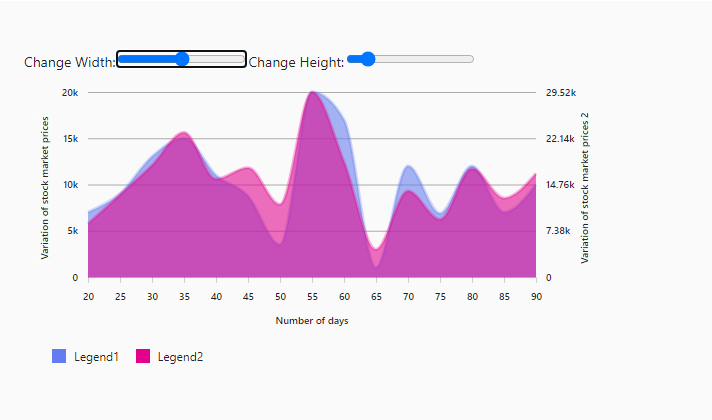 Change Width: Change Height:
20k 29.52k
15k 22.14k
10k 14.76k
5k 7.38k
0 0
Variation of stock market prices
Variation of stock market prices 2
20 25 30 35 40 45 50 55 60 65 70 75 80 85 90
Number of days
Legend1 Legend2